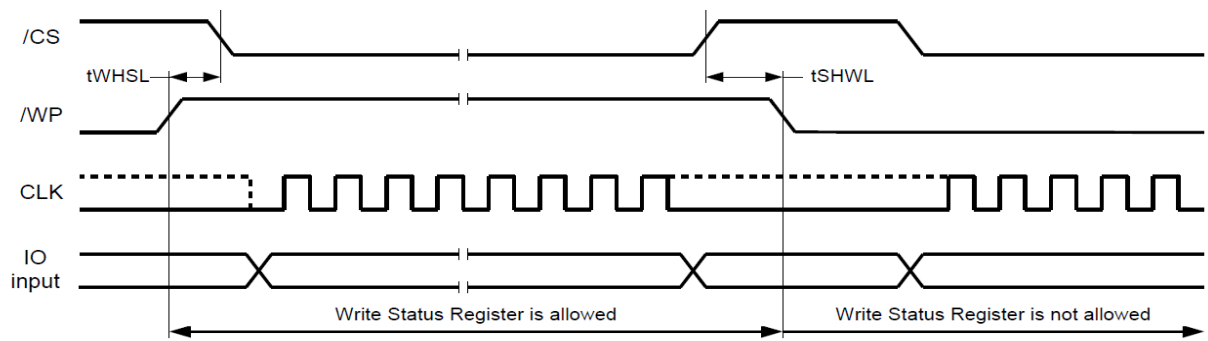 /CS
tWHSL
tSHWL
/WP
CLK
IO
input
Write Status Register is allowed
Write Status Register is not allowed